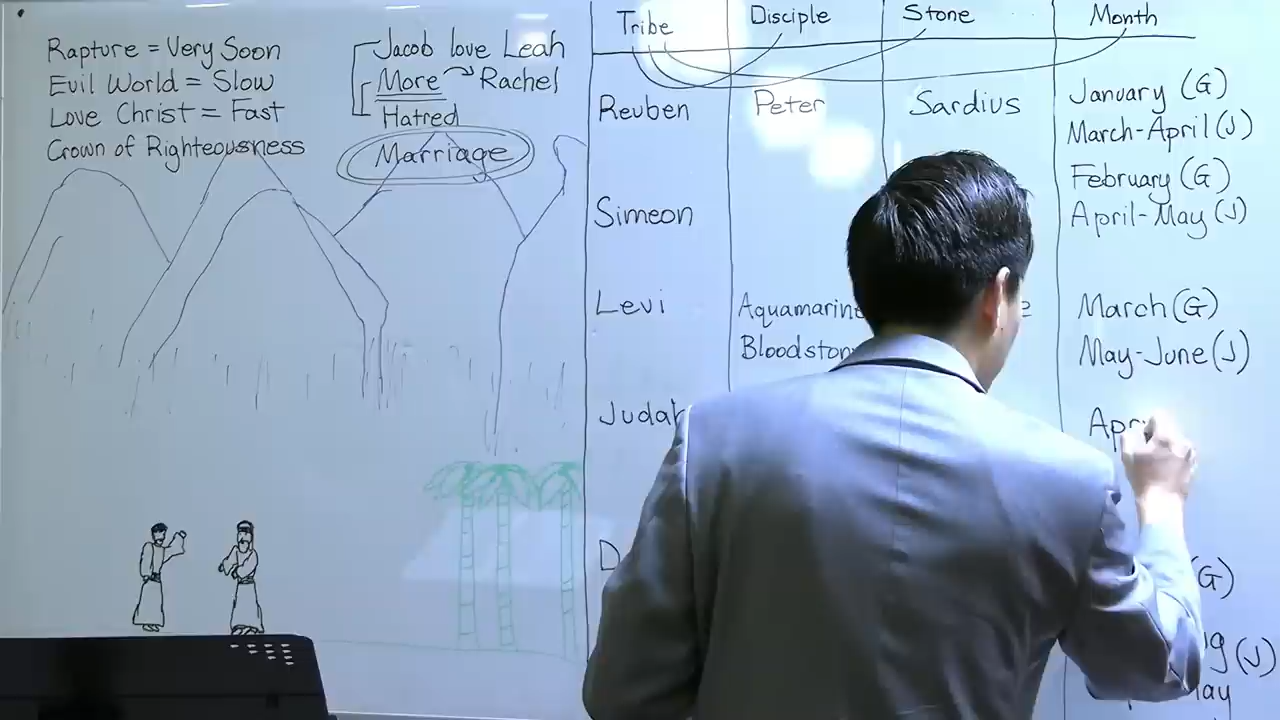 Rapture = Very Soon
Evil World = Slow
Love Christ = Fast
Crown of Righteousness
Jacob love Leah
More Rachel
Hatred
Marriage
Tribe Disciple Stone Month
Reuben Peter Sardius January (G)
March-April (J)
Simeon February (G)
April-May (J)
Levi Aquamarine March (G)
Bloodstone May-June (J)
(G)
(J)